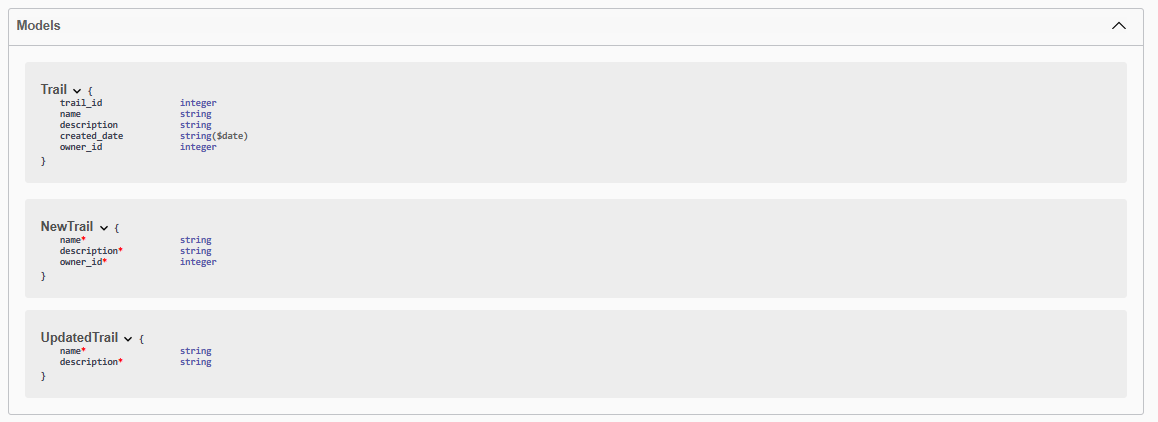 Models
Trail {
trail_id integer
name string
description string
created_date string($date)
owner_id integer
}
NewTrail {
name* string
description* string
owner_id* integer
}
UpdatedTrail {
name* string
description* string
}